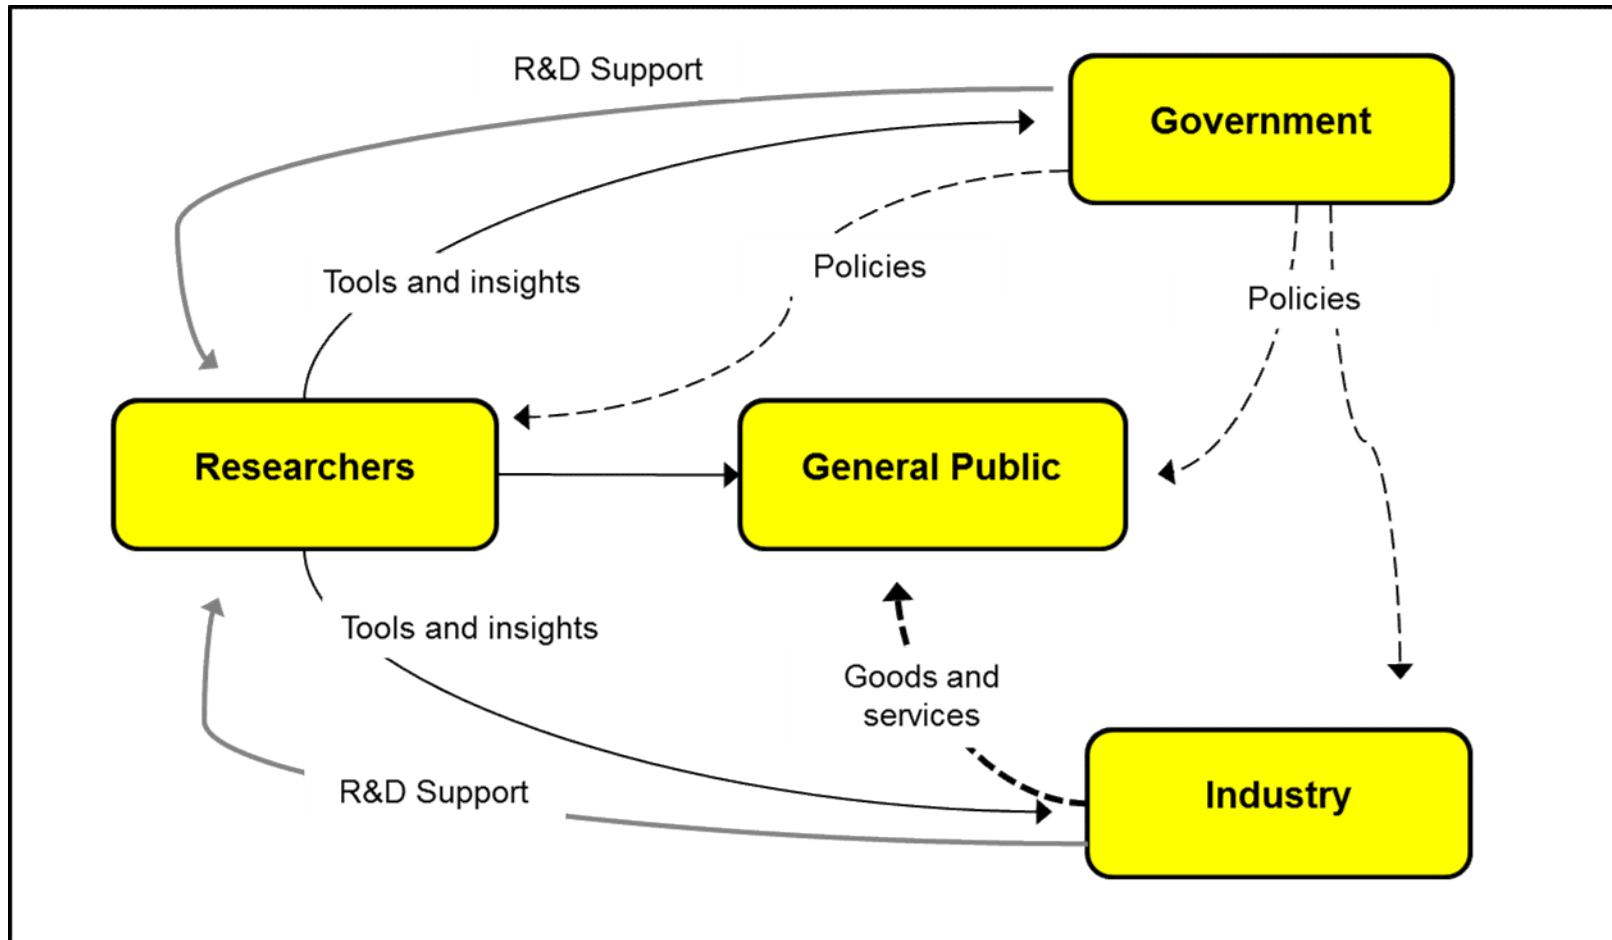 R&D Support
Government
Tools and insights
Policies
Policies
Researchers
General Public
Tools and insights
Goods and
services
R&D Support
Industry